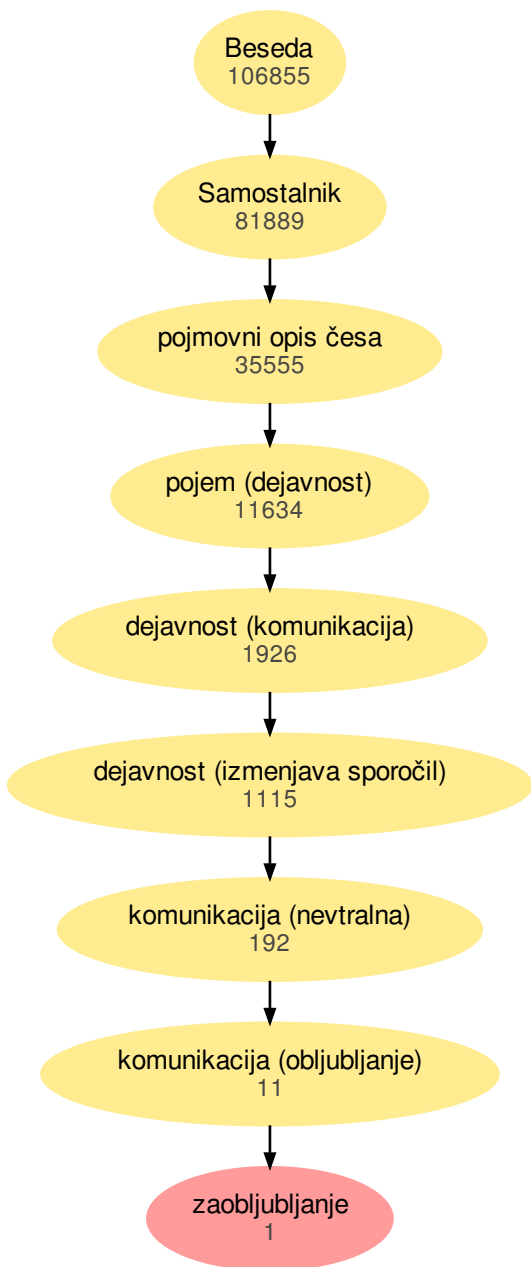 Beseda
106855
Samostalnik
81889
pojmovni opis česa
35555
pojem (dejavnost)
11634
dejavnost (komunikacija)
1926
dejavnost (izmenjava sporočil)
1115
komunikacija (nevtralna)
192
komunikacija (obljubljanje)
11
zaobljubljanje
1